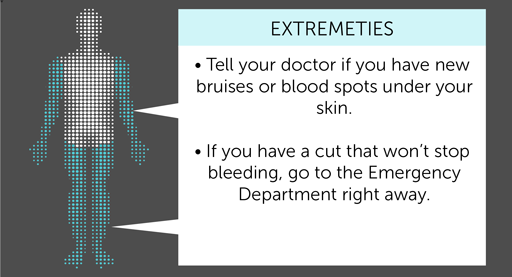 EXTREMETIES
• Tell your doctor if you have new
bruises or blood spots under your
skin.
• If you have a cut that won’t stop
bleeding, go to the Emergency
Department right away.